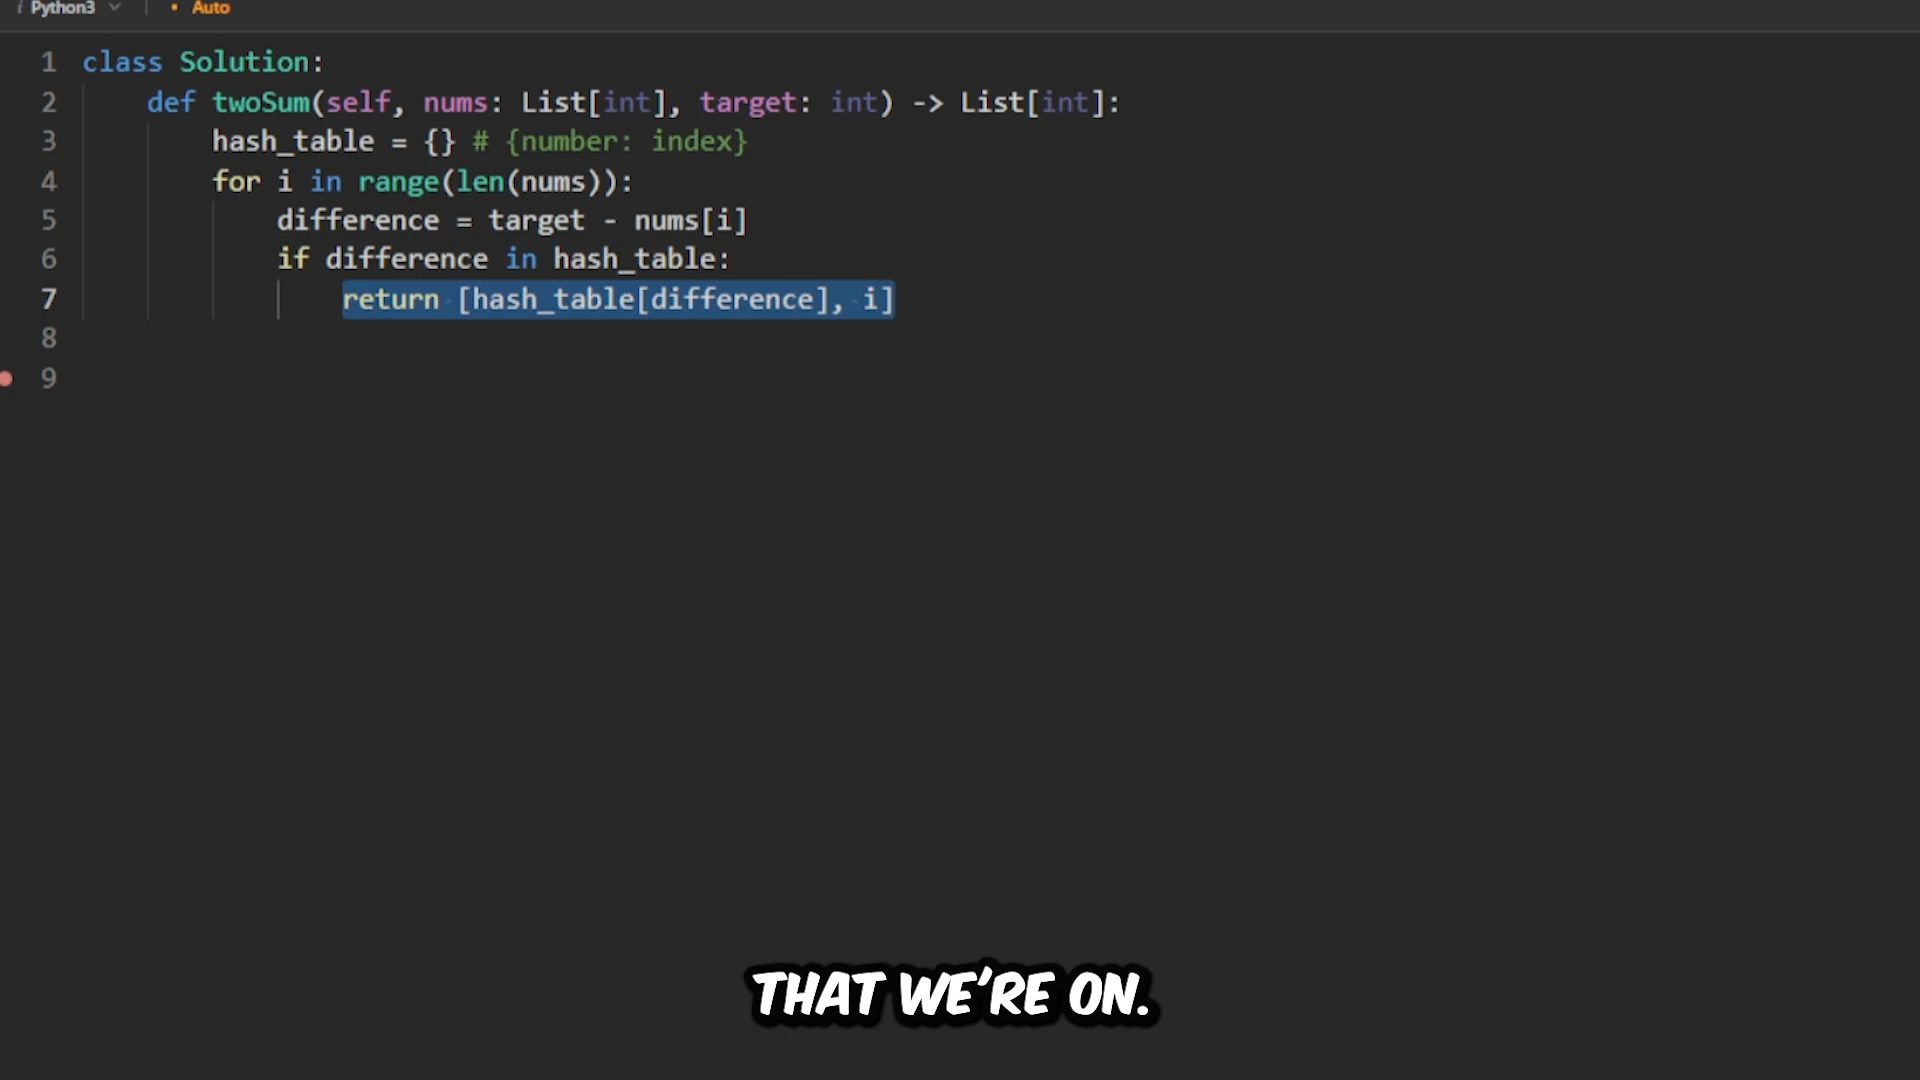 i Python3 • Auto
1 class Solution:
2 def twoSum(self, nums: List[int], target: int) -> List[int]:
3 hash_table = {} # {number: index}
4 for i in range(len(nums)):
5 difference = target - nums[i]
6 if difference in hash_table:
7 return [hash_table[difference], i]
8
9
THAT WE'RE ON.